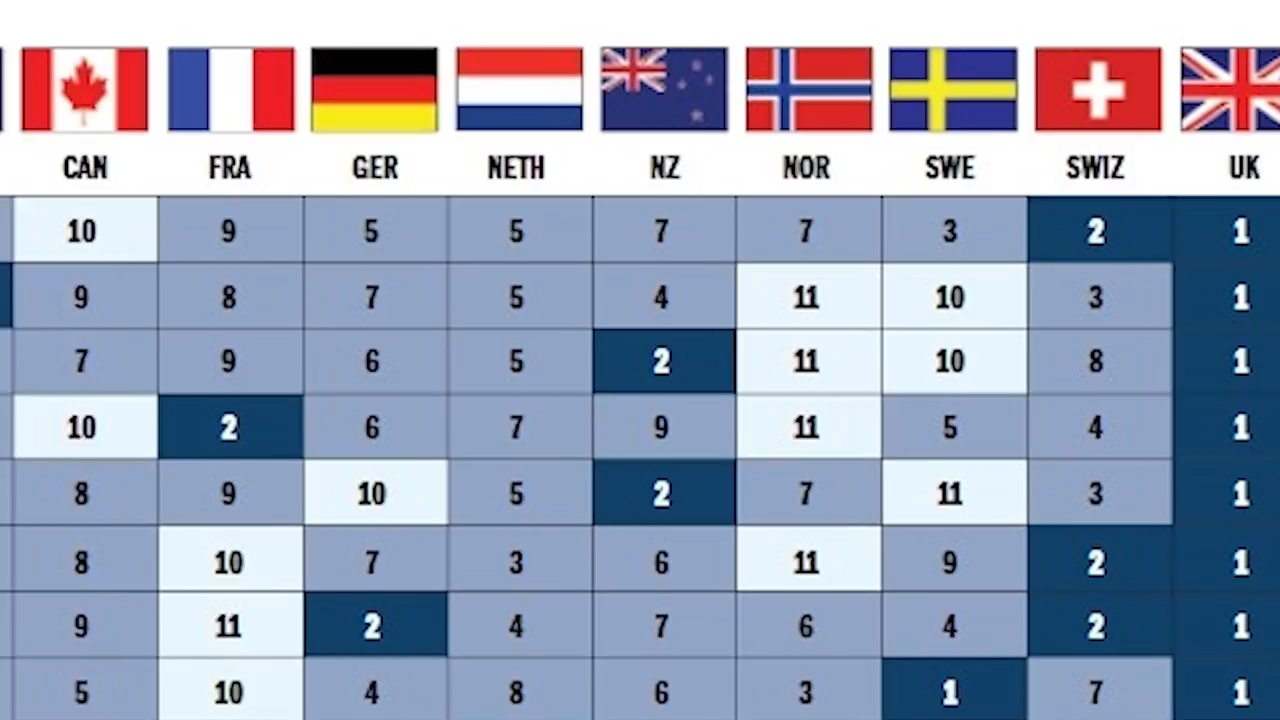 CAN FRA GER NETH NZ NOR SWE SWIZ UK
10 9 5 5 7 7 3 2 1
9 8 7 5 4 11 10 3 1
7 9 6 5 2 11 10 8 1
10 2 6 7 9 11 5 4 1
8 9 10 5 2 7 11 3 1
8 10 7 3 6 11 9 2 1
9 11 2 4 7 6 4 2 1
5 10 4 8 6 3 1 7 1